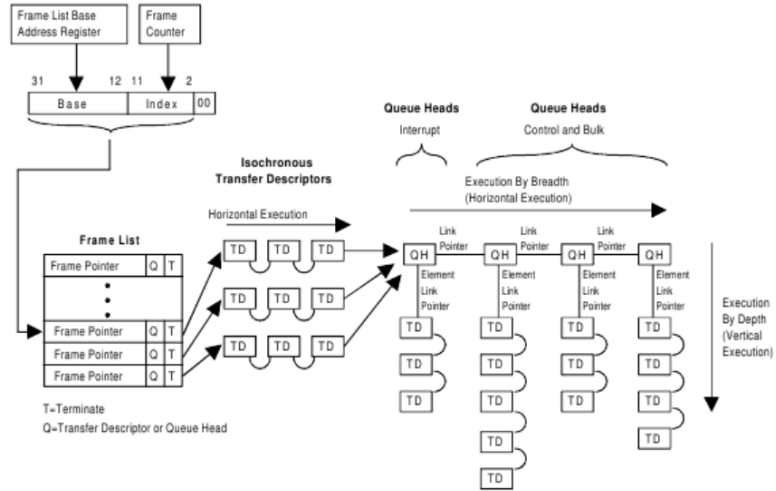 Frame List Base
Address Register
Frame
Counter
31 12 11 2
Base Index 00
Queue Heads
Interrupt
Queue Heads
Control and Bulk
Isochronous
Transfer Descriptors
Execution By Breadth
(Horizontal Execution)
Horizontal Execution
Frame List
Frame Pointer Q T
Frame Pointer Q T
Frame Pointer Q T
Frame Pointer Q T
T=Terminate
Q=Transfer Descriptor or Queue Head
TD TD TD
TD TD TD
TD TD TD
Link
Pointer
Link
Pointer
Link
Pointer
QH QH QH QH
Element
Link
Pointer
Element
Link
Pointer
Element
Link
Pointer
Element
Link
Pointer
TD TD TD TD
TD TD TD TD
TD TD TD TD
TD TD
TD
Execution
By Depth
(Vertical
Execution)